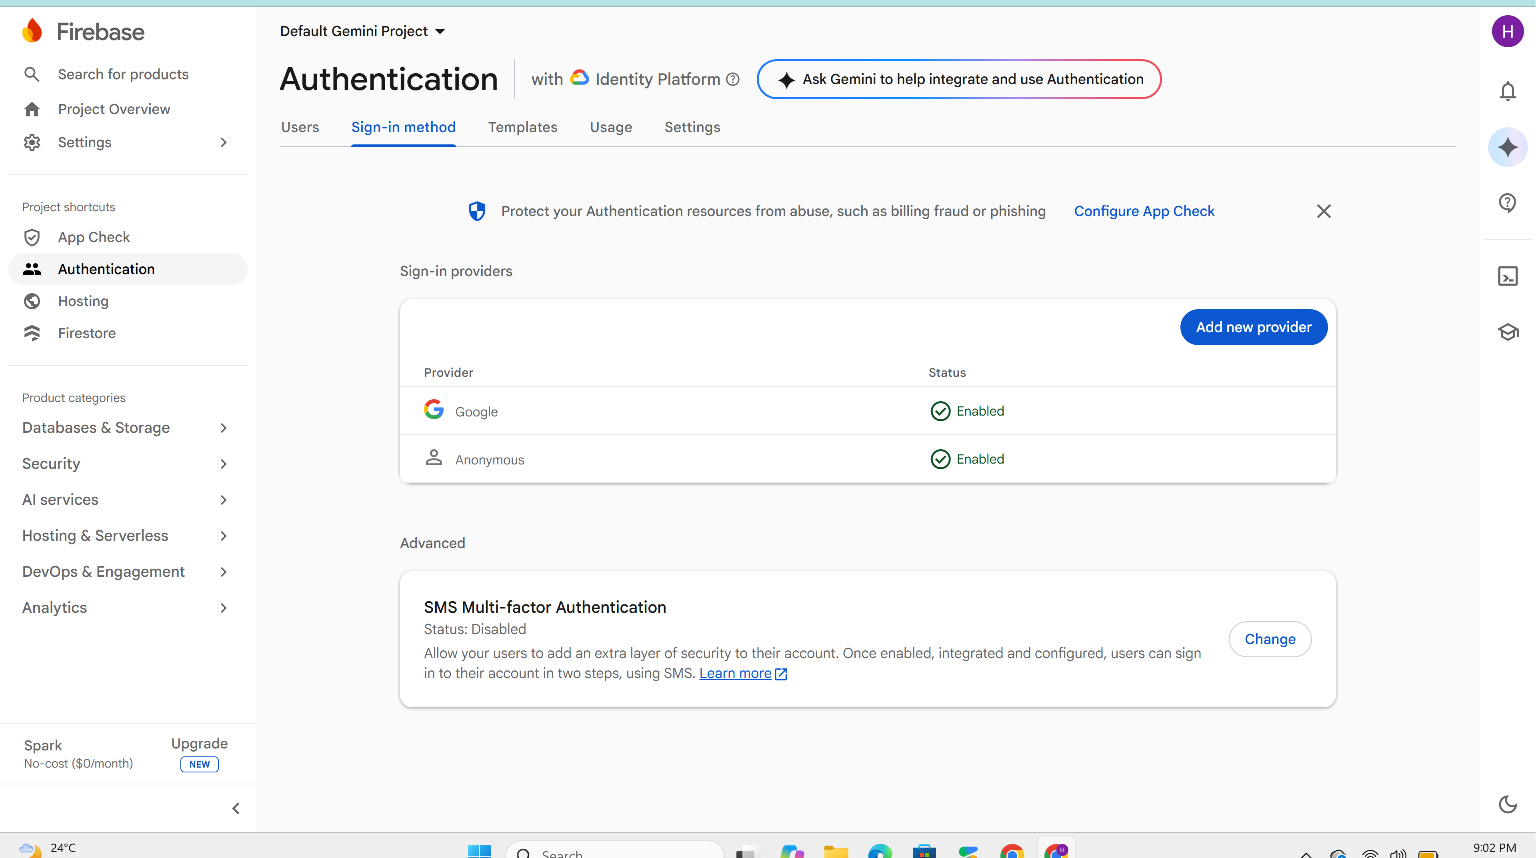 Firebase
Search for products
Project Overview
Settings
Project shortcuts
App Check
Authentication
Hosting
Firestore
Product categories
Databases & Storage
Security
AI services
Hosting & Serverless
DevOps & Engagement
Analytics
Spark
No-cost ($0/month)
Upgrade
NEW
Default Gemini Project
Authentication
with Identity Platform
Ask Gemini to help integrate and use Authentication
Users Sign-in method Templates Usage Settings
Protect your Authentication resources from abuse, such as billing fraud or phishing Configure App Check
Sign-in providers
Add new provider
Provider Status
Google Enabled
Anonymous Enabled
Advanced
SMS Multi-factor Authentication
Status: Disabled
Allow your users to add an extra layer of security to their account. Once enabled, integrated and configured, users can sign
in to their account in two steps, using SMS. Learn more
Change
H
24°C
Search
9:02 PM